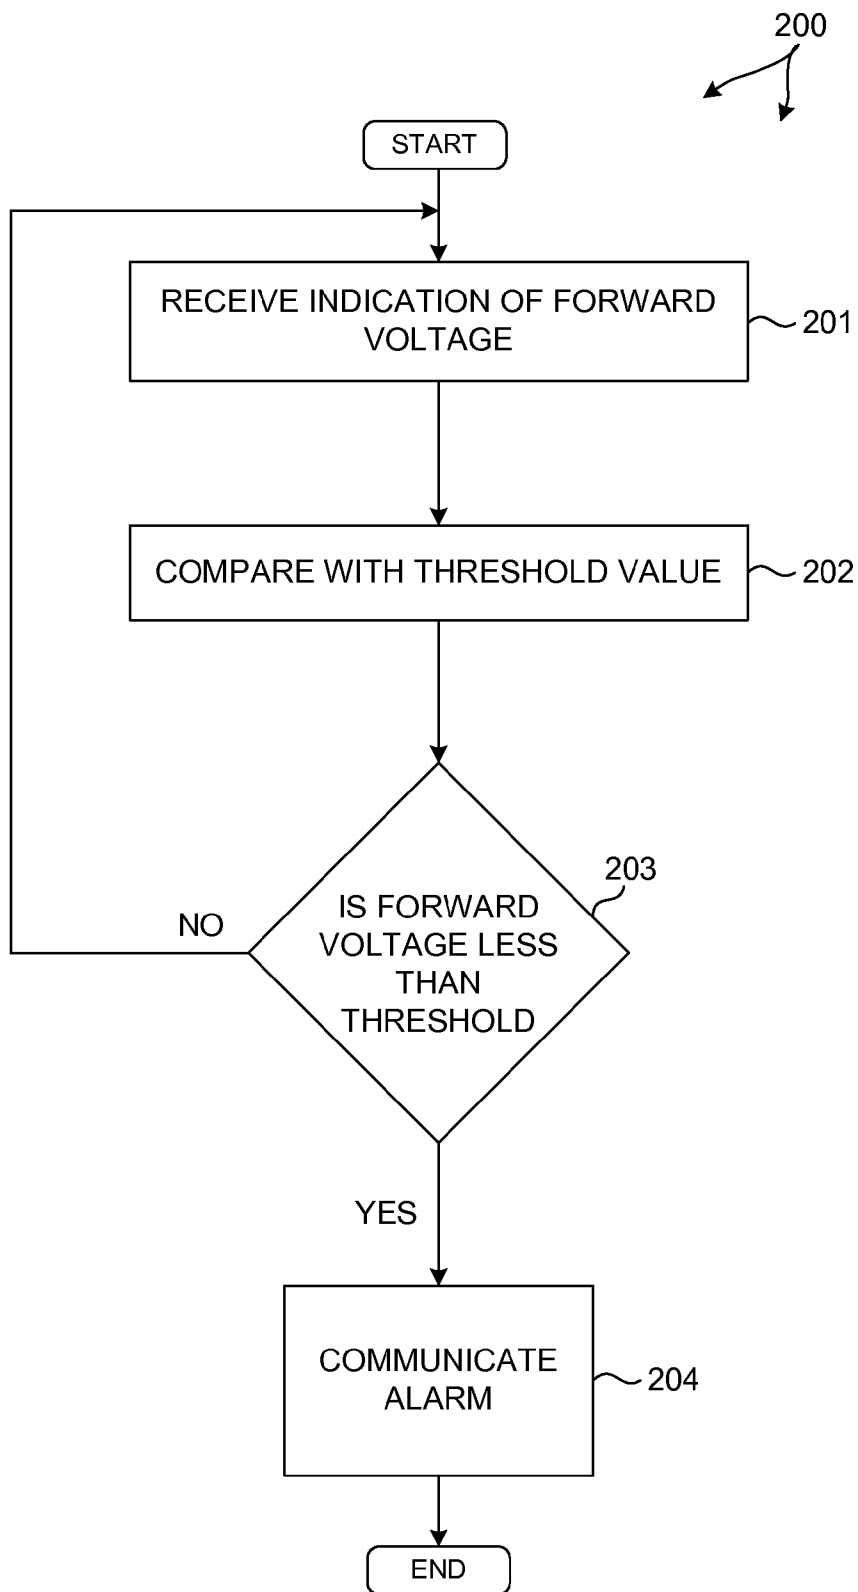 200
START
RECEIVE INDICATION OF FORWARD
VOLTAGE
201
COMPARE WITH THRESHOLD VALUE
202
203
IS FORWARD
VOLTAGE LESS
THAN
THRESHOLD
NO
YES
COMMUNICATE
ALARM
204
END